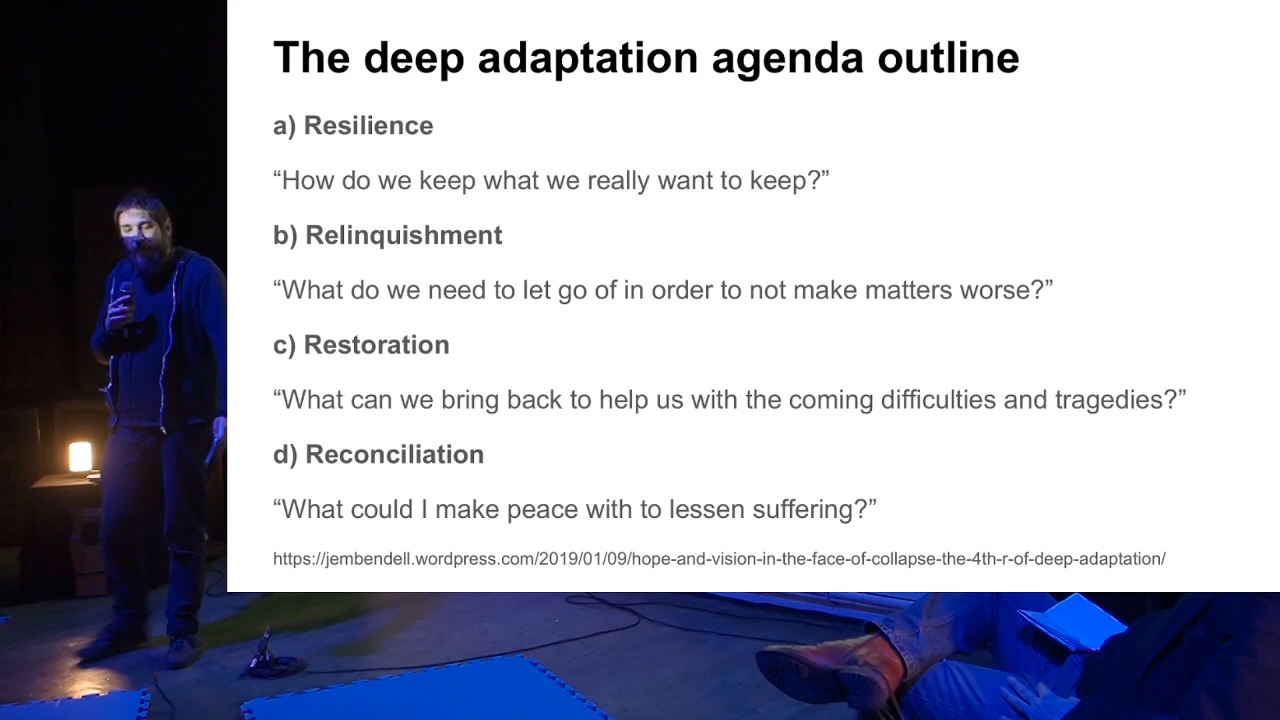 The deep adaptation agenda outline
a) Resilience
“How do we keep what we really want to keep?”
b) Relinquishment
“What do we need to let go of in order to not make matters worse?”
c) Restoration
“What can we bring back to help us with the coming difficulties and tragedies?”
d) Reconciliation
“What could I make peace with to lessen suffering?”
https://jembendell.wordpress.com/2019/01/09/hope-and-vision-in-the-face-of-collapse-the-4th-r-of-deep-adaptation/